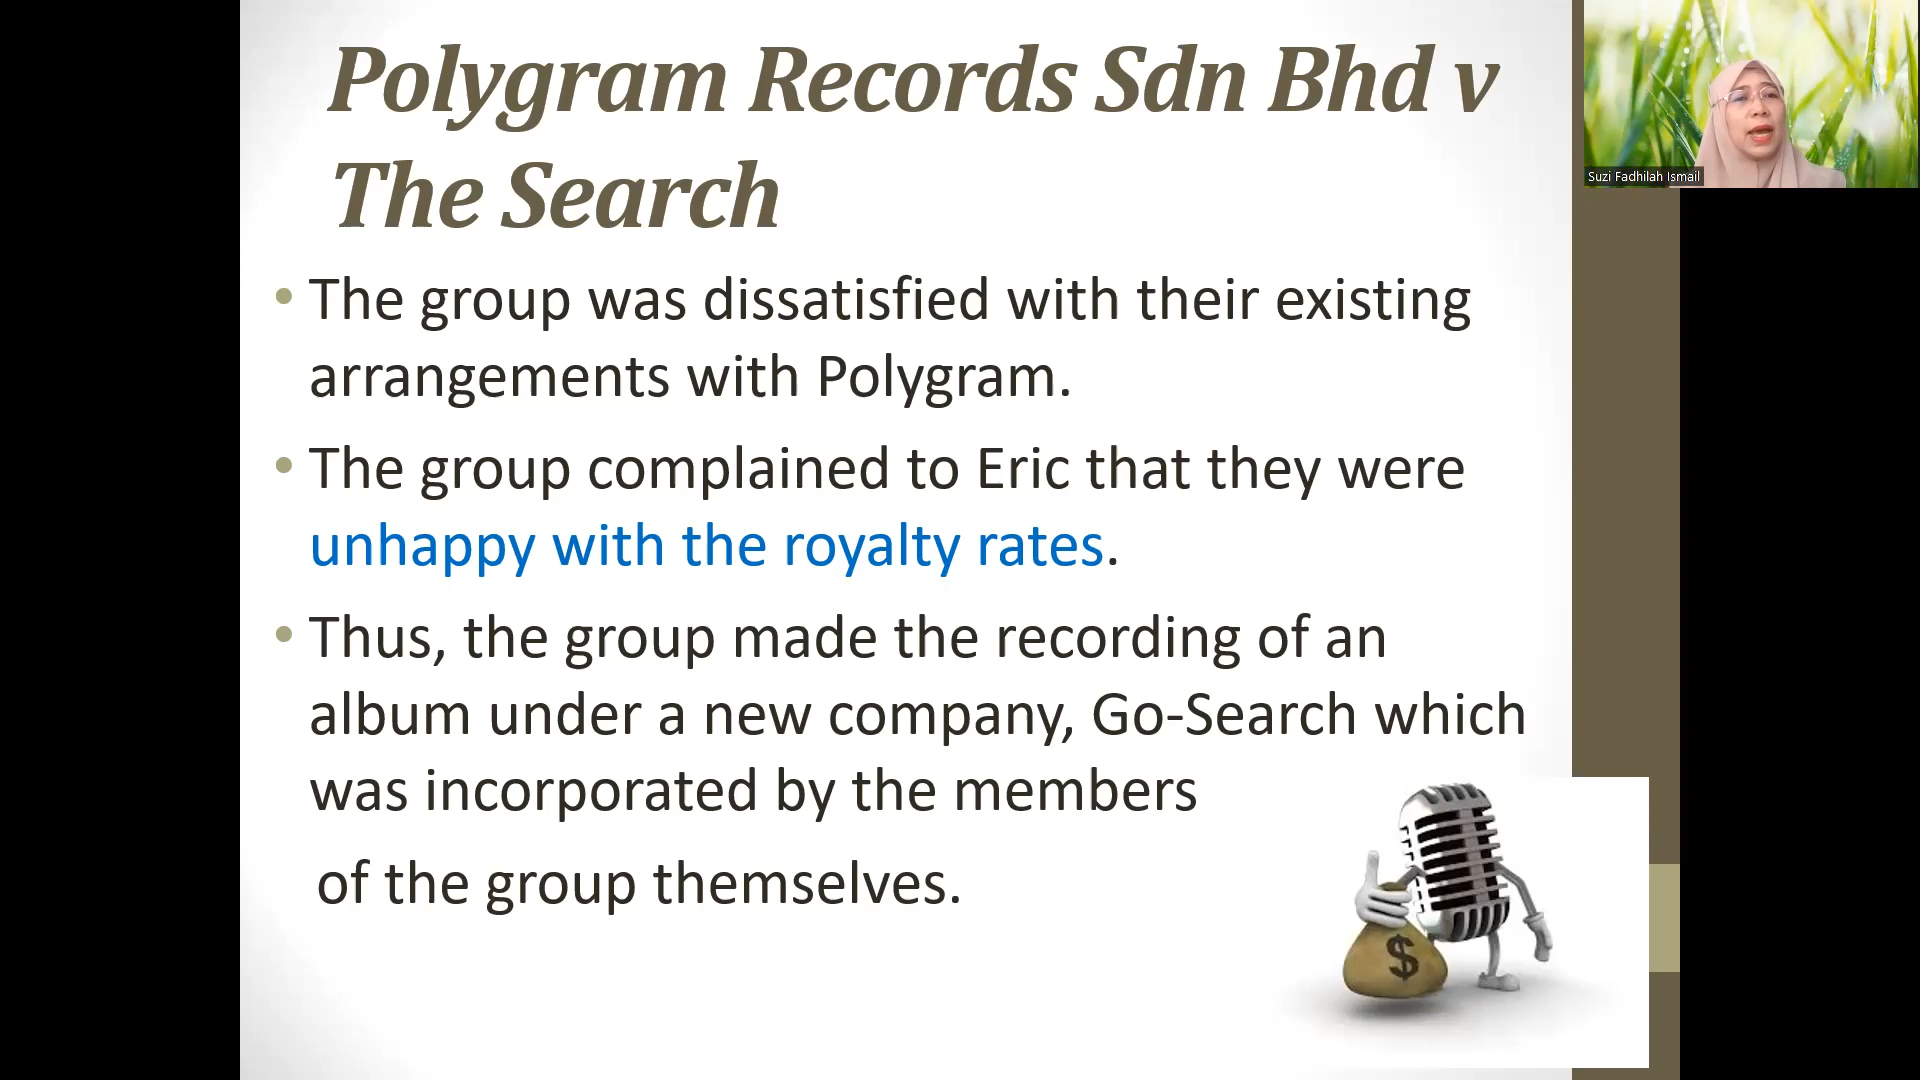 Polygram Records Sdn Bhd v
The Search
• The group was dissatisfied with their existing
arrangements with Polygram.
• The group complained to Eric that they were
unhappy with the royalty rates.
• Thus, the group made the recording of an
album under a new company, Go-Search which
was incorporated by the members
of the group themselves.
$
Suzi Fadhilah Ismail